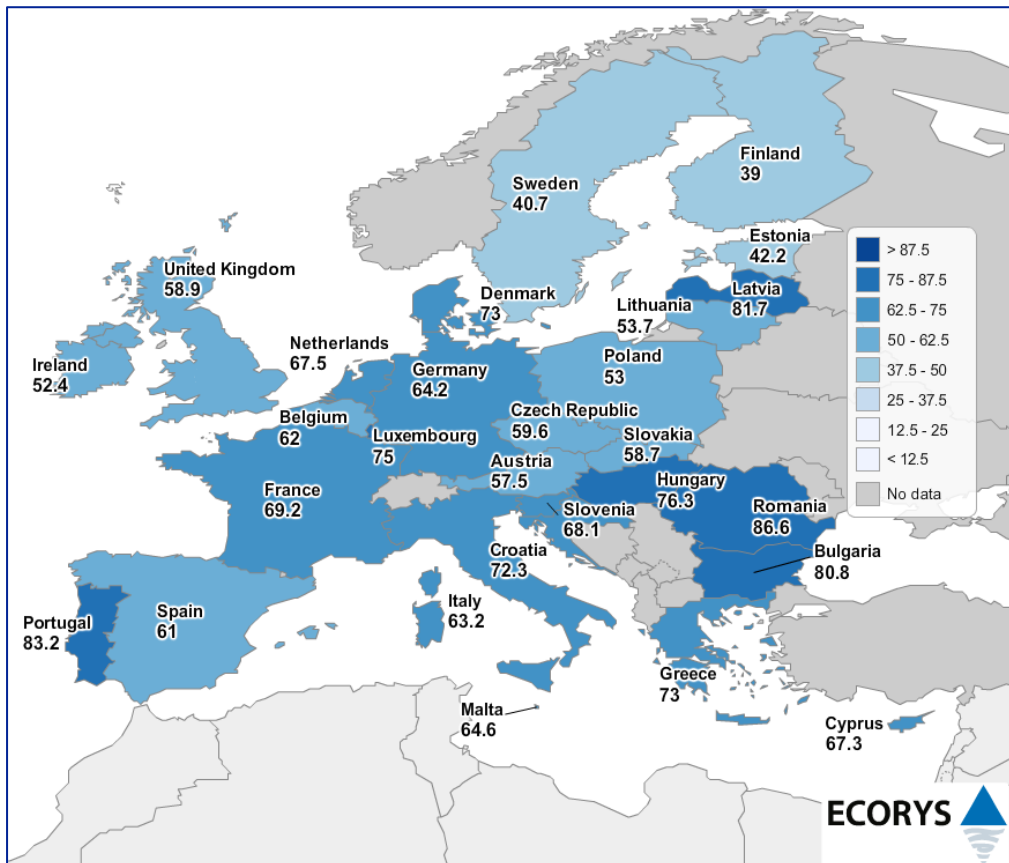 Finland
39
Sweden
40.7
Estonia
42.2
United Kingdom
58.9
Denmark
73
Latvia
81.7
Lithuania
53.7
Netherlands
67.5
Ireland
52.4
Germany
64.2
Poland
53
Belgium
62
Czech Republic
59.6
Luxembourg
75
Slovakia
58.7
Austria
57.5
France
69.2
Hungary
76.3
Slovenia
68.1
Romania
86.6
Croatia
72.3
Bulgaria
80.8
Spain
61
Italy
63.2
Portugal
83.2
Greece
73
Malta
64.6
Cyprus
67.3
> 87.5
75 - 87.5
62.5 - 75
50 - 62.5
37.5 - 50
25 - 37.5
12.5 - 25
< 12.5
No data
ECORYS